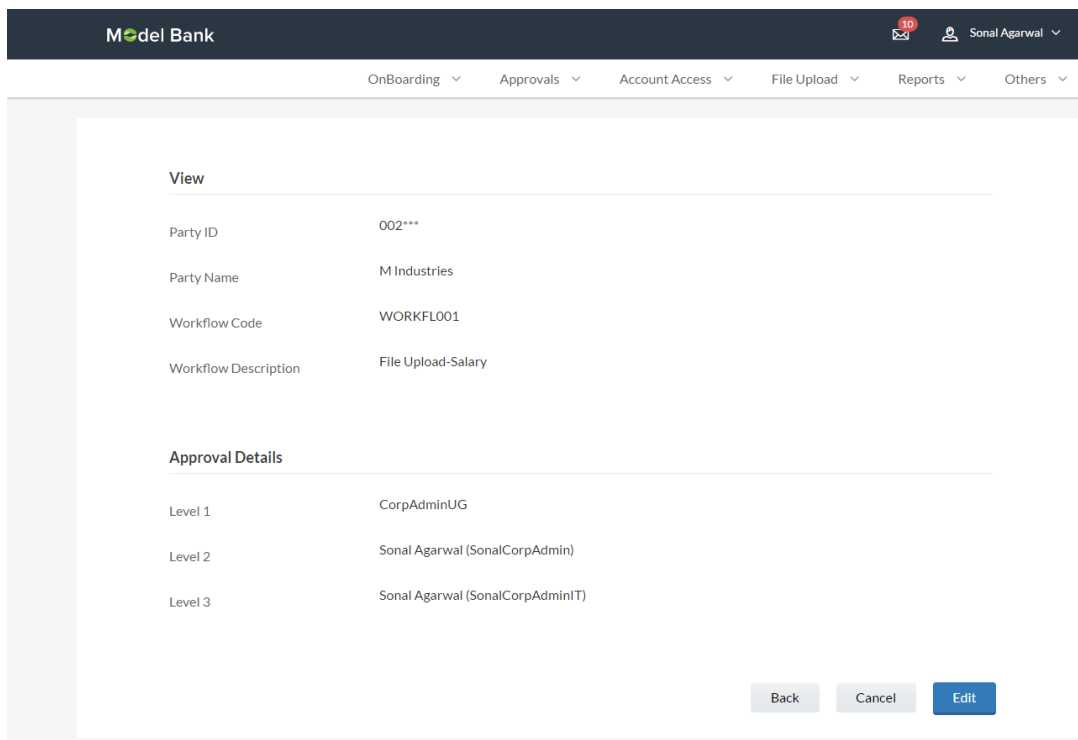 Model Bank
10
Sonal Agarwal
OnBoarding Approvals Account Access File Upload Reports Others
View
Party ID 002***
Party Name M Industries
Workflow Code WORKFL001
Workflow Description File Upload-Salary
Approval Details
Level 1 CorpAdminUG
Level 2 Sonal Agarwal (SonalCorpAdmin)
Level 3 Sonal Agarwal (SonalCorpAdminIT)
Back Cancel Edit